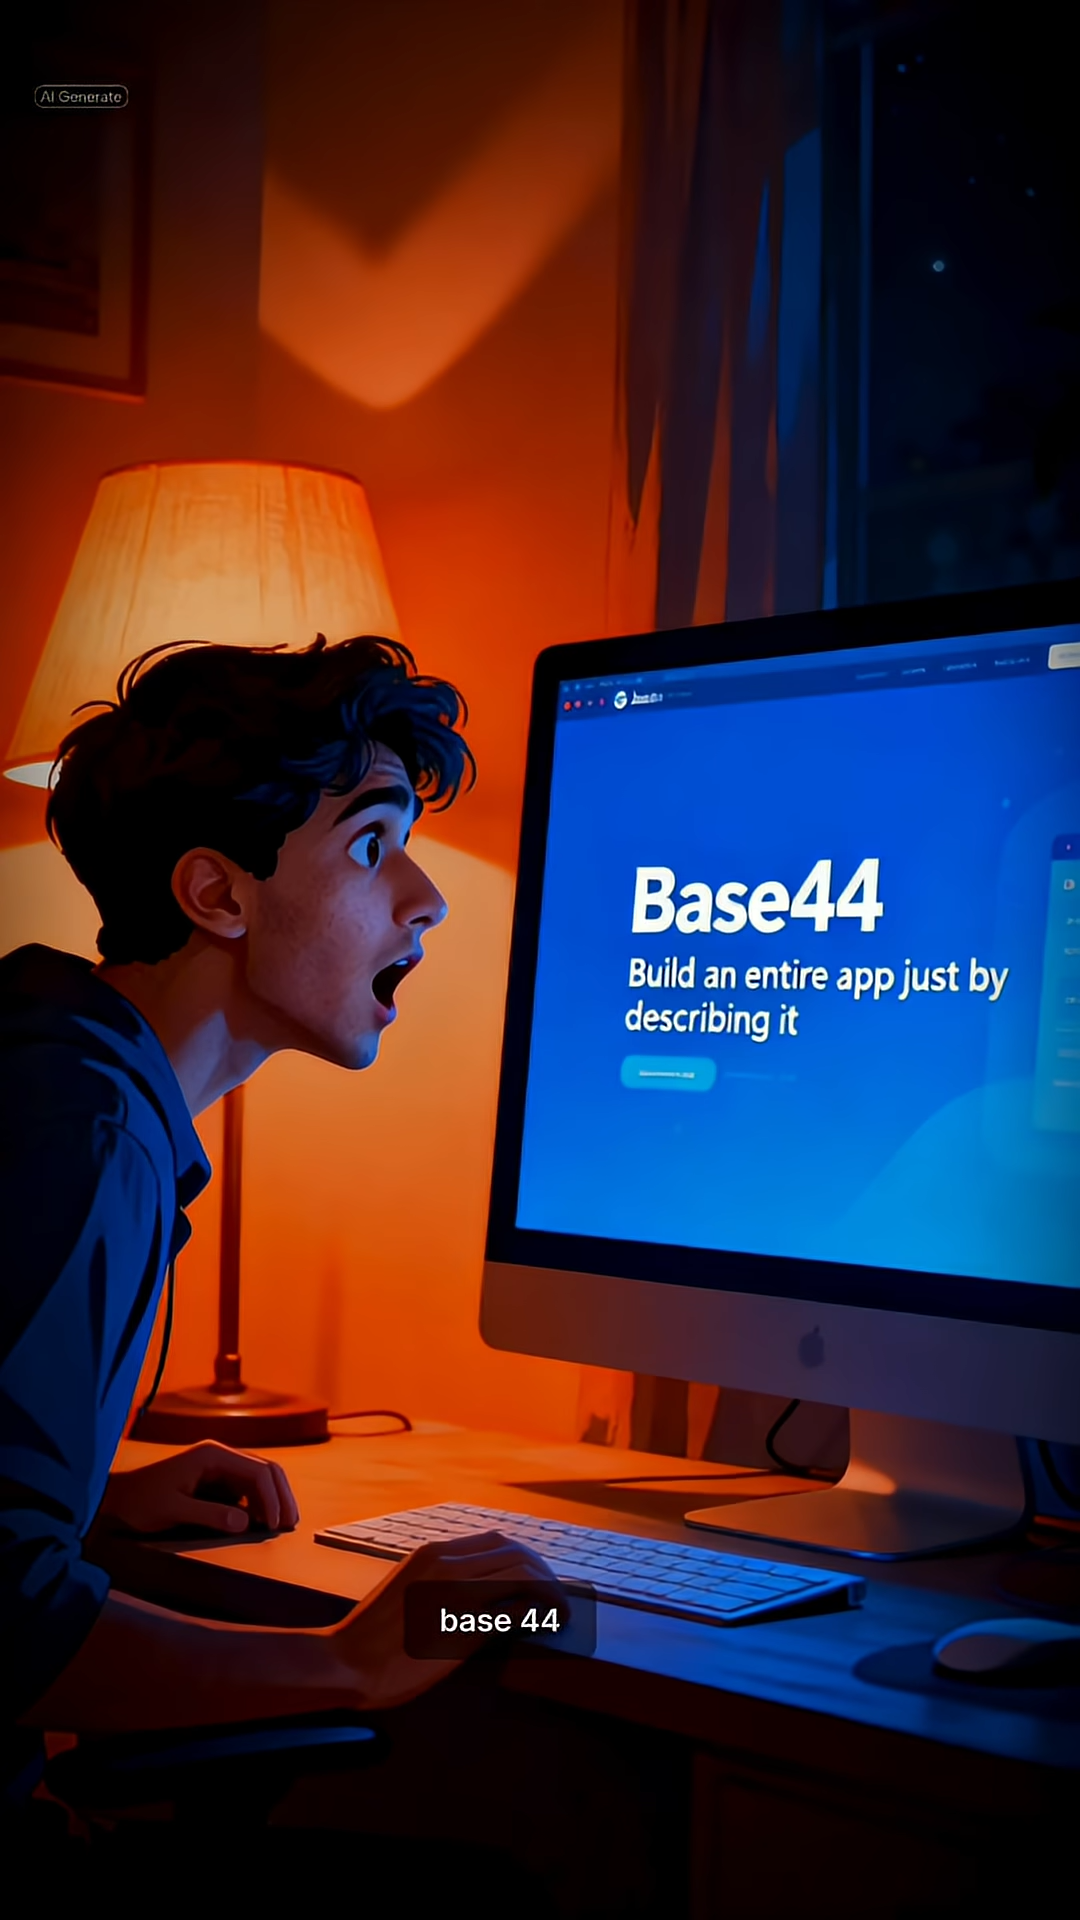 AI Generate
Base44
Build an entire app just by
describing it
base 44